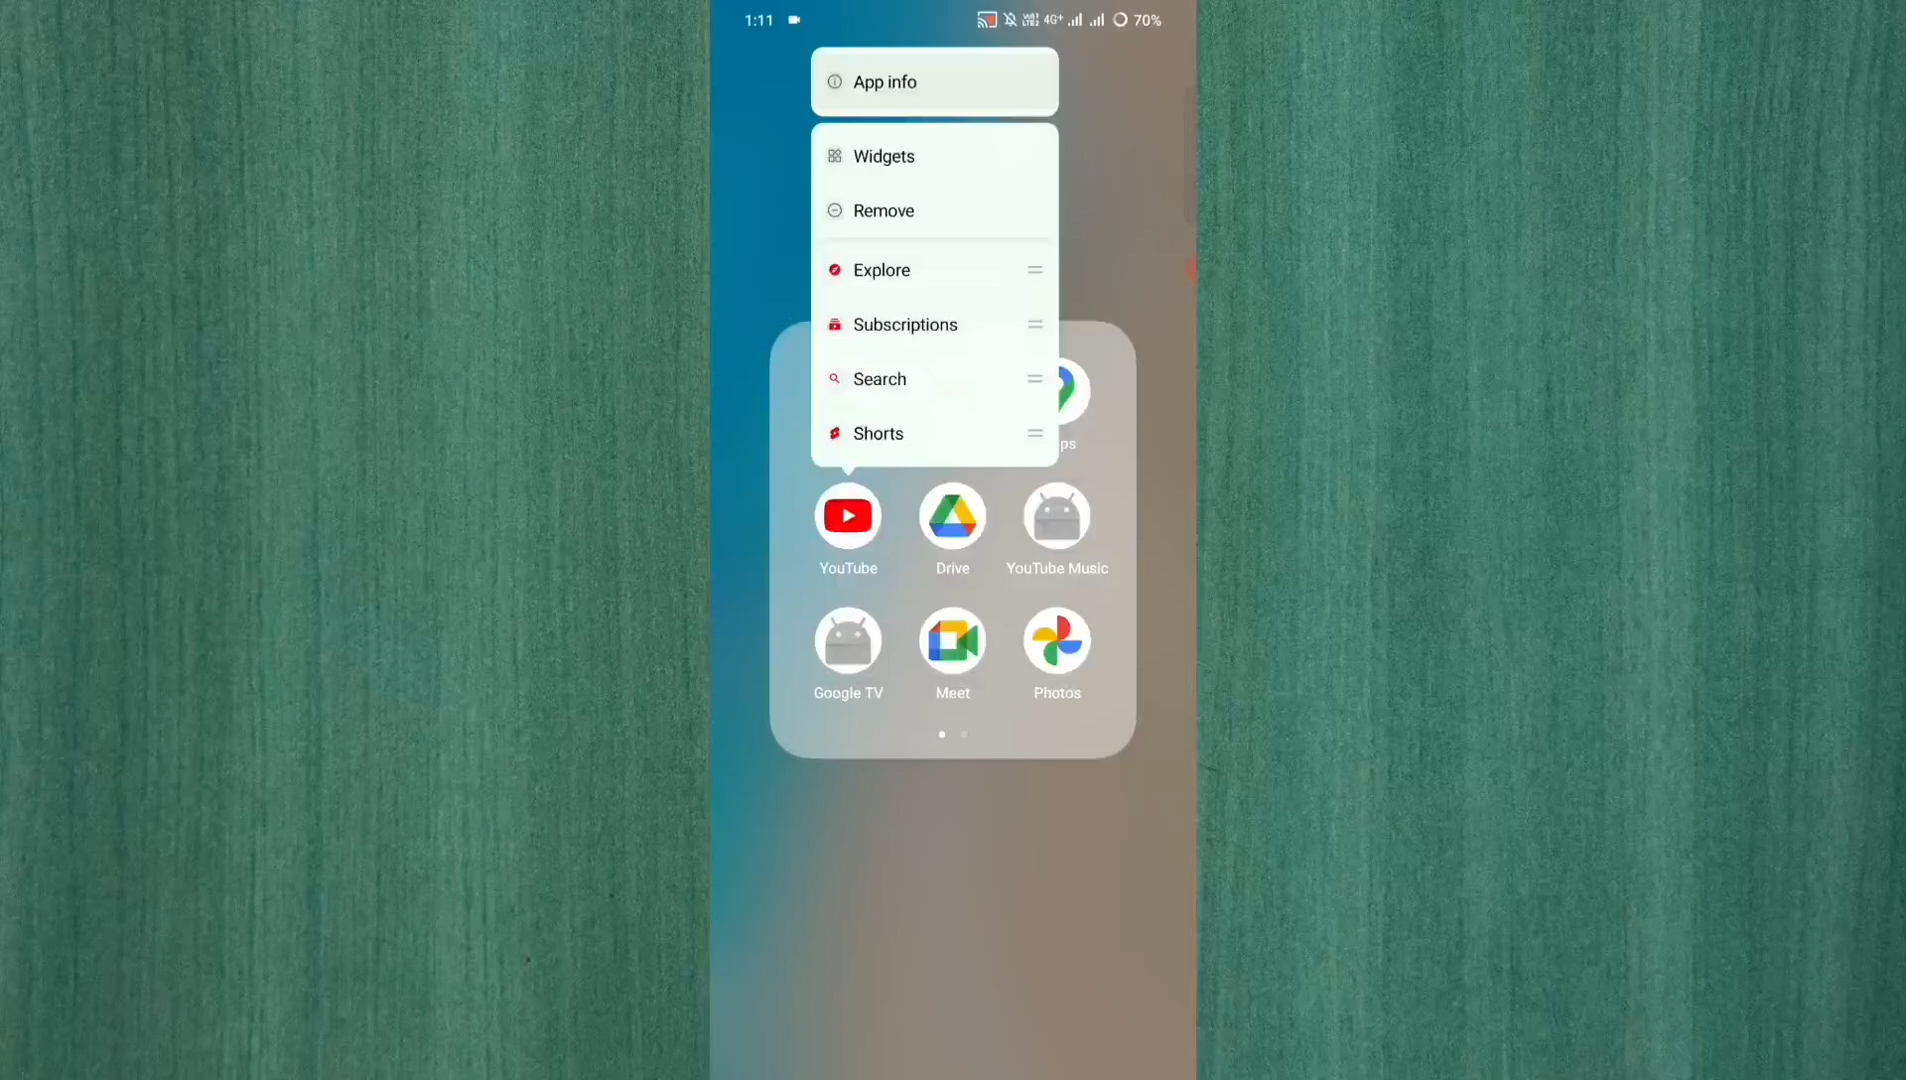 1:11
4G+ 70%
App info
Widgets
Remove
Explore
Subscriptions
Search
Shorts
ps
YouTube Drive YouTube Music
Google TV Meet Photos